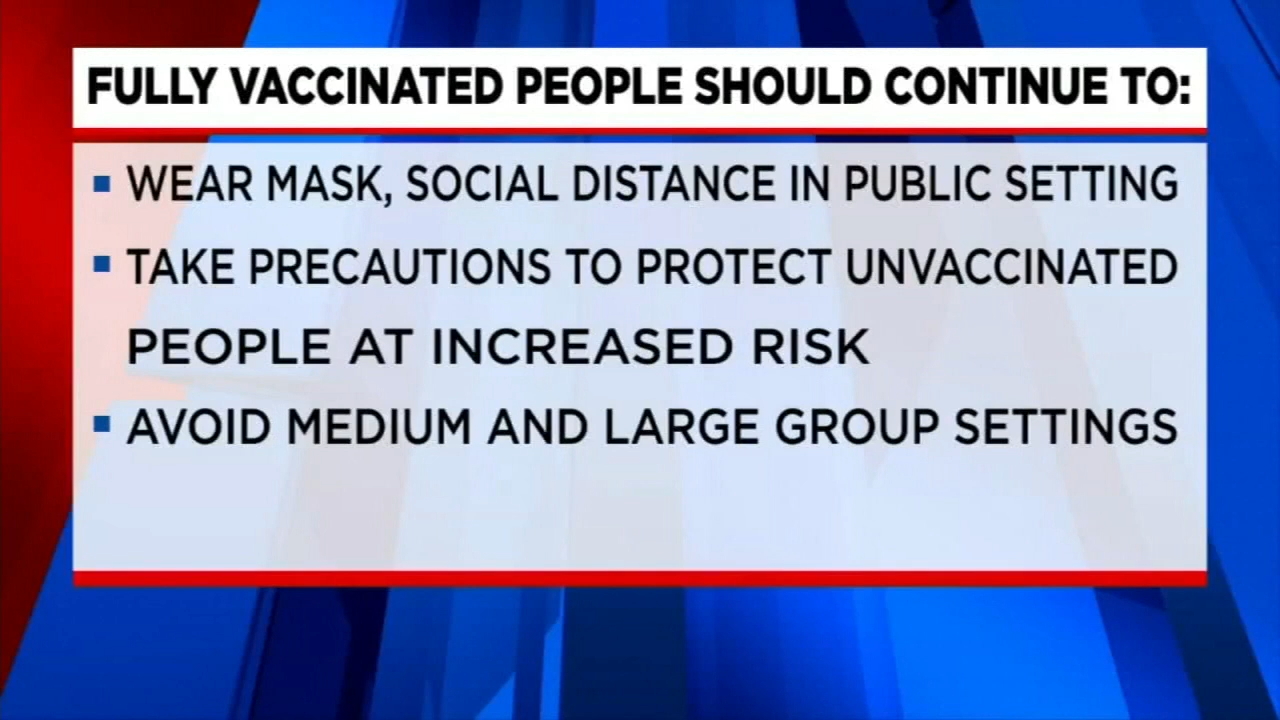 FULLY VACCINATED PEOPLE SHOULD CONTINUE TO:
WEAR MASK, SOCIAL DISTANCE IN PUBLIC SETTING
TAKE PRECAUTIONS TO PROTECT UNVACCINATED
PEOPLE AT INCREASED RISK
AVOID MEDIUM AND LARGE GROUP SETTINGS